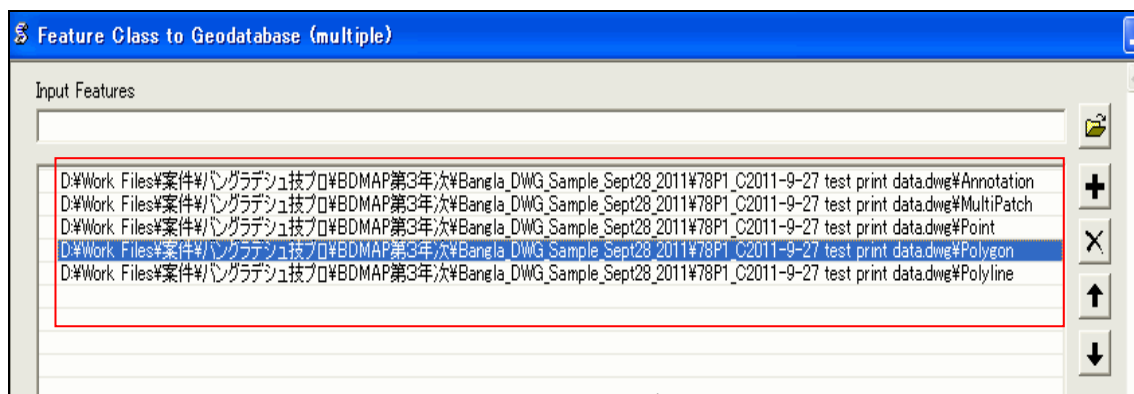 Feature Class to Geodatabase (multiple)
Input Features
D:¥Work Files¥案件¥バングラデシュ技プロ¥BDMAP第3年次¥Bangla_DWG_Sample_Sept28_2011¥78P1_C2011-9-27 test print data.dwg¥Annotation
D:¥Work Files¥案件¥バングラデシュ技プロ¥BDMAP第3年次¥Bangla_DWG_Sample_Sept28_2011¥78P1_C2011-9-27 test print data.dwg¥MultiPatch
D:¥Work Files¥案件¥バングラデシュ技プロ¥BDMAP第3年次¥Bangla_DWG_Sample_Sept28_2011¥78P1_C2011-9-27 test print data.dwg¥Point
D:¥Work Files¥案件¥バングラデシュ技プロ¥BDMAP第3年次¥Bangla_DWG_Sample_Sept28_2011¥78P1_C2011-9-27 test print data.dwg¥Polygon
D:¥Work Files¥案件¥バングラデシュ技プロ¥BDMAP第3年次¥Bangla_DWG_Sample_Sept28_2011¥78P1_C2011-9-27 test print data.dwg¥Polyline